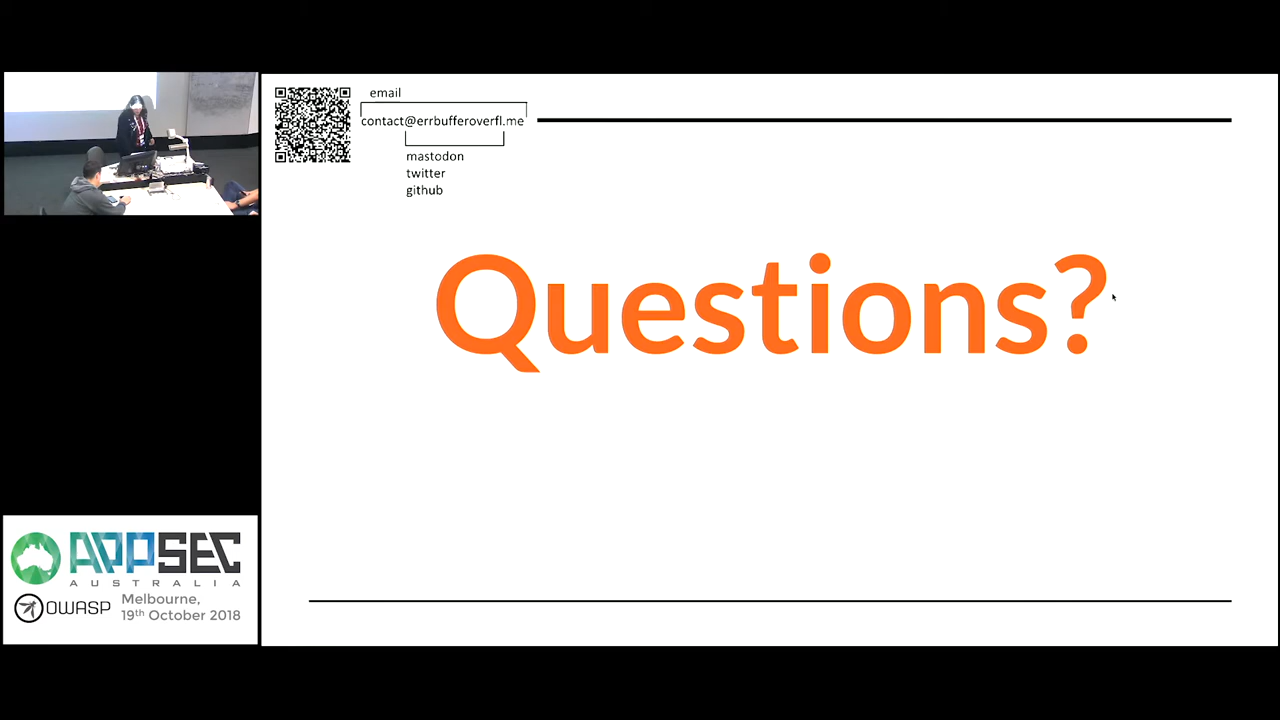 email
contact@errbufferoverfl.me
mastodon
twitter
github
Questions?
APPSEC
AUSTRALIA
OWASP
Melbourne,
19th October 2018